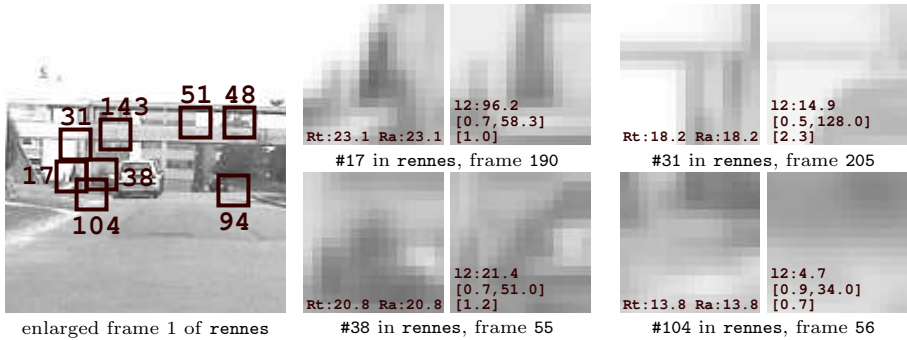 31 143 51 48
17 38
104 94
enlarged frame 1 of rennes
l2:96.2
[0.7,58.3]
Rt:23.1 Ra:23.1 [1.0]
#17 in rennes, frame 190
l2:14.9
[0.5,128.0]
Rt:18.2 Ra:18.2 [2.3]
#31 in rennes, frame 205
l2:21.4
[0.7,51.0]
Rt:20.8 Ra:20.8 [1.2]
#38 in rennes, frame 55
l2:4.7
[0.9,34.0]
Rt:13.8 Ra:13.8 [0.7]
#104 in rennes, frame 56